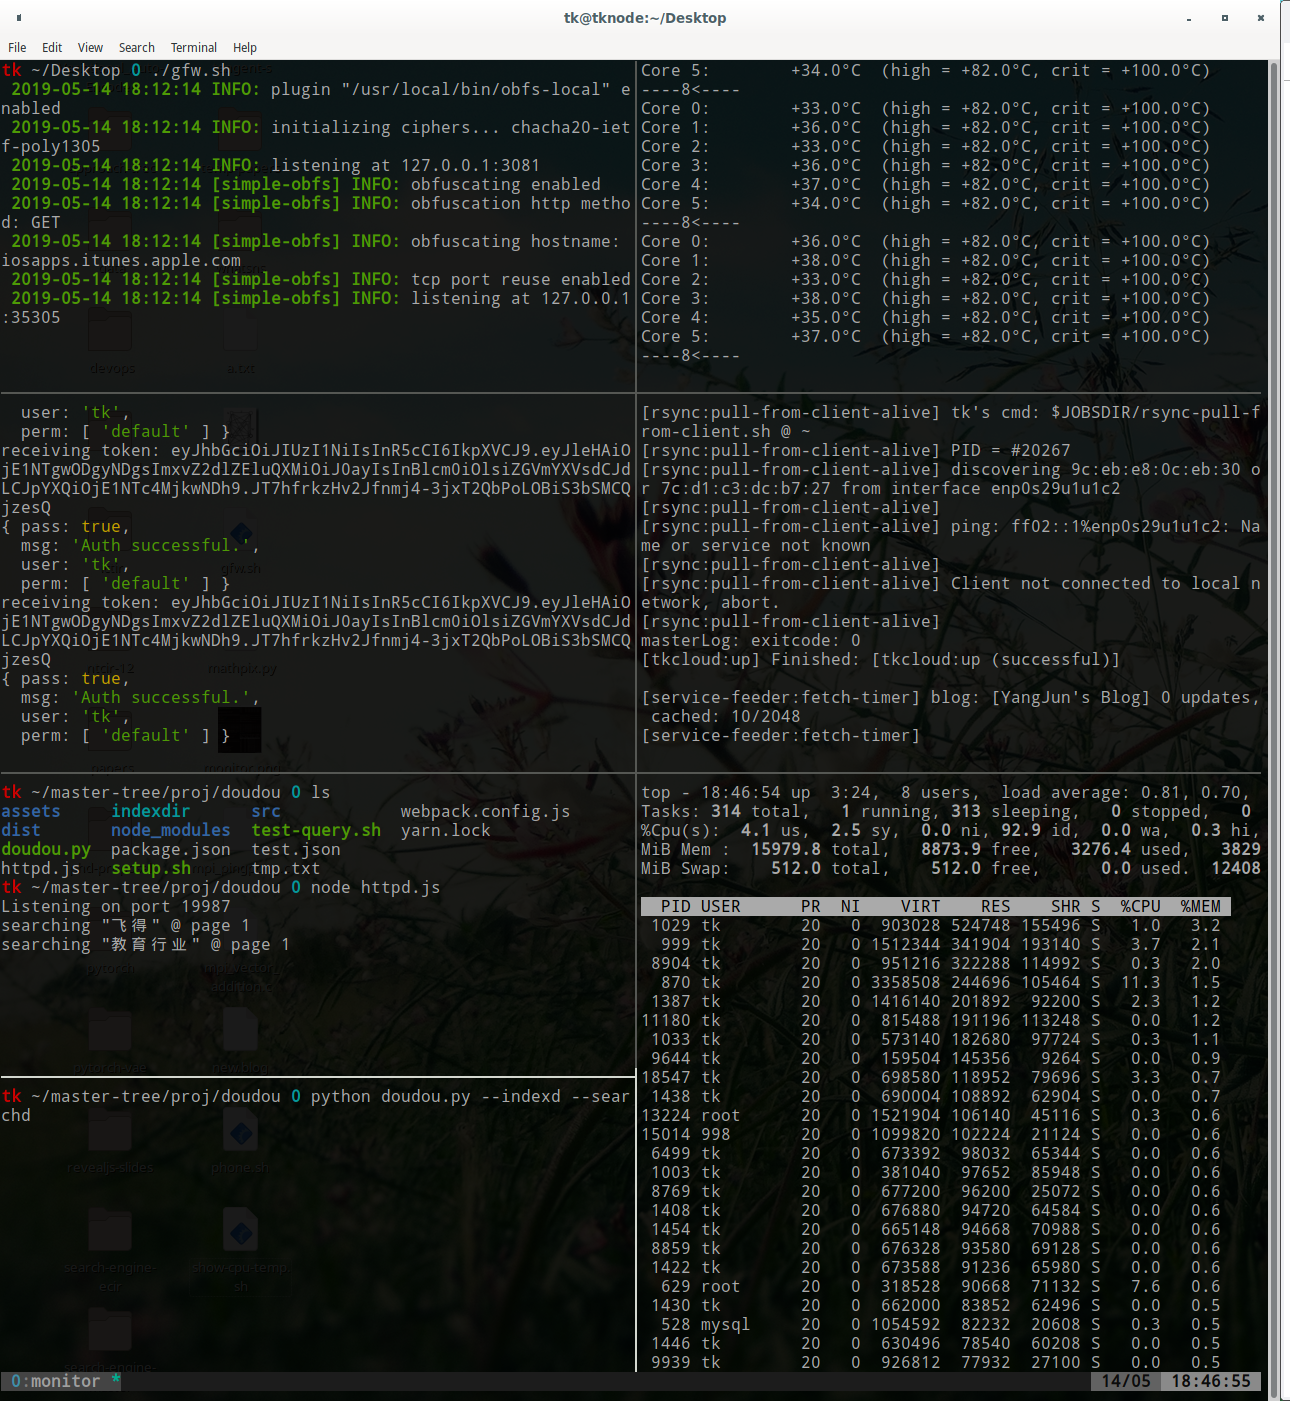 tk@tknode:~/Desktop
File Edit View Search Terminal Help
tk ~/Desktop 0 ./gfw.sh
2019-05-14 18:12:14 INFO: plugin "/usr/local/bin/obfs-local" e
nabled
2019-05-14 18:12:14 INFO: initializing ciphers... chacha20-iet
f-poly1305
2019-05-14 18:12:14 INFO: listening at 127.0.0.1:3081
2019-05-14 18:12:14 [simple-obfs] INFO: obfuscating enabled
2019-05-14 18:12:14 [simple-obfs] INFO: obfuscation http metho
d: GET
2019-05-14 18:12:14 [simple-obfs] INFO: obfuscating hostname:
iosapps.itunes.apple.com
2019-05-14 18:12:14 [simple-obfs] INFO: tcp port reuse enabled
2019-05-14 18:12:14 [simple-obfs] INFO: listening at 127.0.0.1
:35305
devops a.txt
Core 5: +34.0°C (high = +82.0°C, crit = +100.0°C)
----8<----
Core 0: +33.0°C (high = +82.0°C, crit = +100.0°C)
Core 1: +36.0°C (high = +82.0°C, crit = +100.0°C)
Core 2: +33.0°C (high = +82.0°C, crit = +100.0°C)
Core 3: +36.0°C (high = +82.0°C, crit = +100.0°C)
Core 4: +37.0°C (high = +82.0°C, crit = +100.0°C)
Core 5: +34.0°C (high = +82.0°C, crit = +100.0°C)
----8<----
Core 0: +36.0°C (high = +82.0°C, crit = +100.0°C)
Core 1: +38.0°C (high = +82.0°C, crit = +100.0°C)
Core 2: +33.0°C (high = +82.0°C, crit = +100.0°C)
Core 3: +38.0°C (high = +82.0°C, crit = +100.0°C)
Core 4: +35.0°C (high = +82.0°C, crit = +100.0°C)
Core 5: +37.0°C (high = +82.0°C, crit = +100.0°C)
----8<----
user: 'tk',
perm: [ 'default' ] }
receiving token: eyJhbGciOiJIUzI1NiIsInR5cCI6IkpXVCJ9.eyJleHAiO
jE1NTgwODgyNDgsImxvZ2dlZEluQXMiOiJ0ayIsInBlcm0iOlsiZGVmYXVsdCJd
LCJpYXQiOjE1NTc4MjkwNDh9.JT7hfrkzHv2Jfnmj4-3jxT2QbPoLOBiS3bSMCQ
jzesQ
{ pass: true,
msg: 'Auth successful.',
user: 'tk',
perm: [ 'default' ] }
receiving token: eyJhbGciOiJIUzI1NiIsInR5cCI6IkpXVCJ9.eyJleHAiO
jE1NTgwODgyNDgsImxvZ2dlZEluQXMiOiJ0ayIsInBlcm0iOlsiZGVmYXVsdCJd
LCJpYXQiOjE1NTc4MjkwNDh9.JT7hfrkzHv2Jfnmj4-3jxT2QbPoLOBiS3bSMCQ
jzesQ
{ pass: true,
msg: 'Auth successful.',
user: 'tk',
perm: [ 'default' ] }
gfw.sh
ntcir-12 mathpix.py
[rsync:pull-from-client-alive] tk's cmd: $JOBSDIR/rsync-pull-f
rom-client.sh @ ~
[rsync:pull-from-client-alive] PID = #20267
[rsync:pull-from-client-alive] discovering 9c:eb:e8:0c:eb:30 o
r 7c:d1:c3:dc:b7:27 from interface enp0s29u1u1c2
[rsync:pull-from-client-alive]
[rsync:pull-from-client-alive] ping: ff02::1%enp0s29u1u1c2: Na
me or service not known
[rsync:pull-from-client-alive]
[rsync:pull-from-client-alive] Client not connected to local n
etwork, abort.
[rsync:pull-from-client-alive]
masterLog: exitcode: 0
[tkcloud:up] Finished: [tkcloud:up (successful)]
[service-feeder:fetch-timer] blog: [YangJun's Blog] 0 updates,
cached: 10/2048
[service-feeder:fetch-timer]
tk ~/master-tree/proj/doudou 0 ls
assets indexdir src webpack.config.js
dist node_modules test-query.sh yarn.lock
doudou.py package.json test.json
httpd.js setup.sh tmp.txt
tk ~/master-tree/proj/doudou 0 node httpd.js
Listening on port 19987
searching "飞得" @ page 1
searching "教育行业" @ page 1
pytorch
tk ~/master-tree/proj/doudou 0 python doudou.py --indexd --sear
chd
revealjs-slides phone.sh
search-engine-ecir show-cpu-temp.sh
search-engine-
top - 18:46:54 up 3:24, 8 users, load average: 0.81, 0.70,
Tasks: 314 total, 1 running, 313 sleeping, 0 stopped, 0
%Cpu(s): 4.1 us, 2.5 sy, 0.0 ni, 92.9 id, 0.0 wa, 0.3 hi,
MiB Mem : 15979.8 total, 8873.9 free, 3276.4 used, 3829
MiB Swap: 512.0 total, 512.0 free, 0.0 used. 12408
PID USER PR NI VIRT RES SHR S %CPU %MEM
1029 tk 20 0 903028 524748 155496 S 1.0 3.2
999 tk 20 0 1512344 341904 193140 S 3.7 2.1
8904 tk 20 0 951216 322288 114992 S 0.3 2.0
870 tk 20 0 3358508 244696 105464 S 11.3 1.5
1387 tk 20 0 1416140 201892 92200 S 2.3 1.2
11180 tk 20 0 815488 191196 113248 S 0.0 1.2
1033 tk 20 0 573140 182680 97724 S 0.3 1.1
9644 tk 20 0 159504 145356 9264 S 0.0 0.9
18547 tk 20 0 698580 118952 79696 S 3.3 0.7
1438 tk 20 0 690004 108892 62904 S 0.0 0.7
13224 root 20 0 1521904 106140 45116 S 0.3 0.6
15014 998 20 0 1099820 102224 21124 S 0.0 0.6
6499 tk 20 0 673392 98032 65344 S 0.0 0.6
1003 tk 20 0 381040 97652 85948 S 0.0 0.6
8769 tk 20 0 677200 96200 25072 S 0.0 0.6
1408 tk 20 0 676880 94720 64584 S 0.0 0.6
1454 tk 20 0 665148 94668 70988 S 0.0 0.6
8859 tk 20 0 676328 93580 69128 S 0.0 0.6
1422 tk 20 0 673588 91236 65980 S 0.0 0.6
629 root 20 0 318528 90668 71132 S 7.6 0.6
1430 tk 20 0 662000 83852 62496 S 0.0 0.5
528 mysql 20 0 1054592 82232 20608 S 0.3 0.5
1446 tk 20 0 630496 78540 60208 S 0.0 0.5
9939 tk 20 0 926812 77932 27100 S 0.0 0.5
0:monitor * 14/05 18:46:55